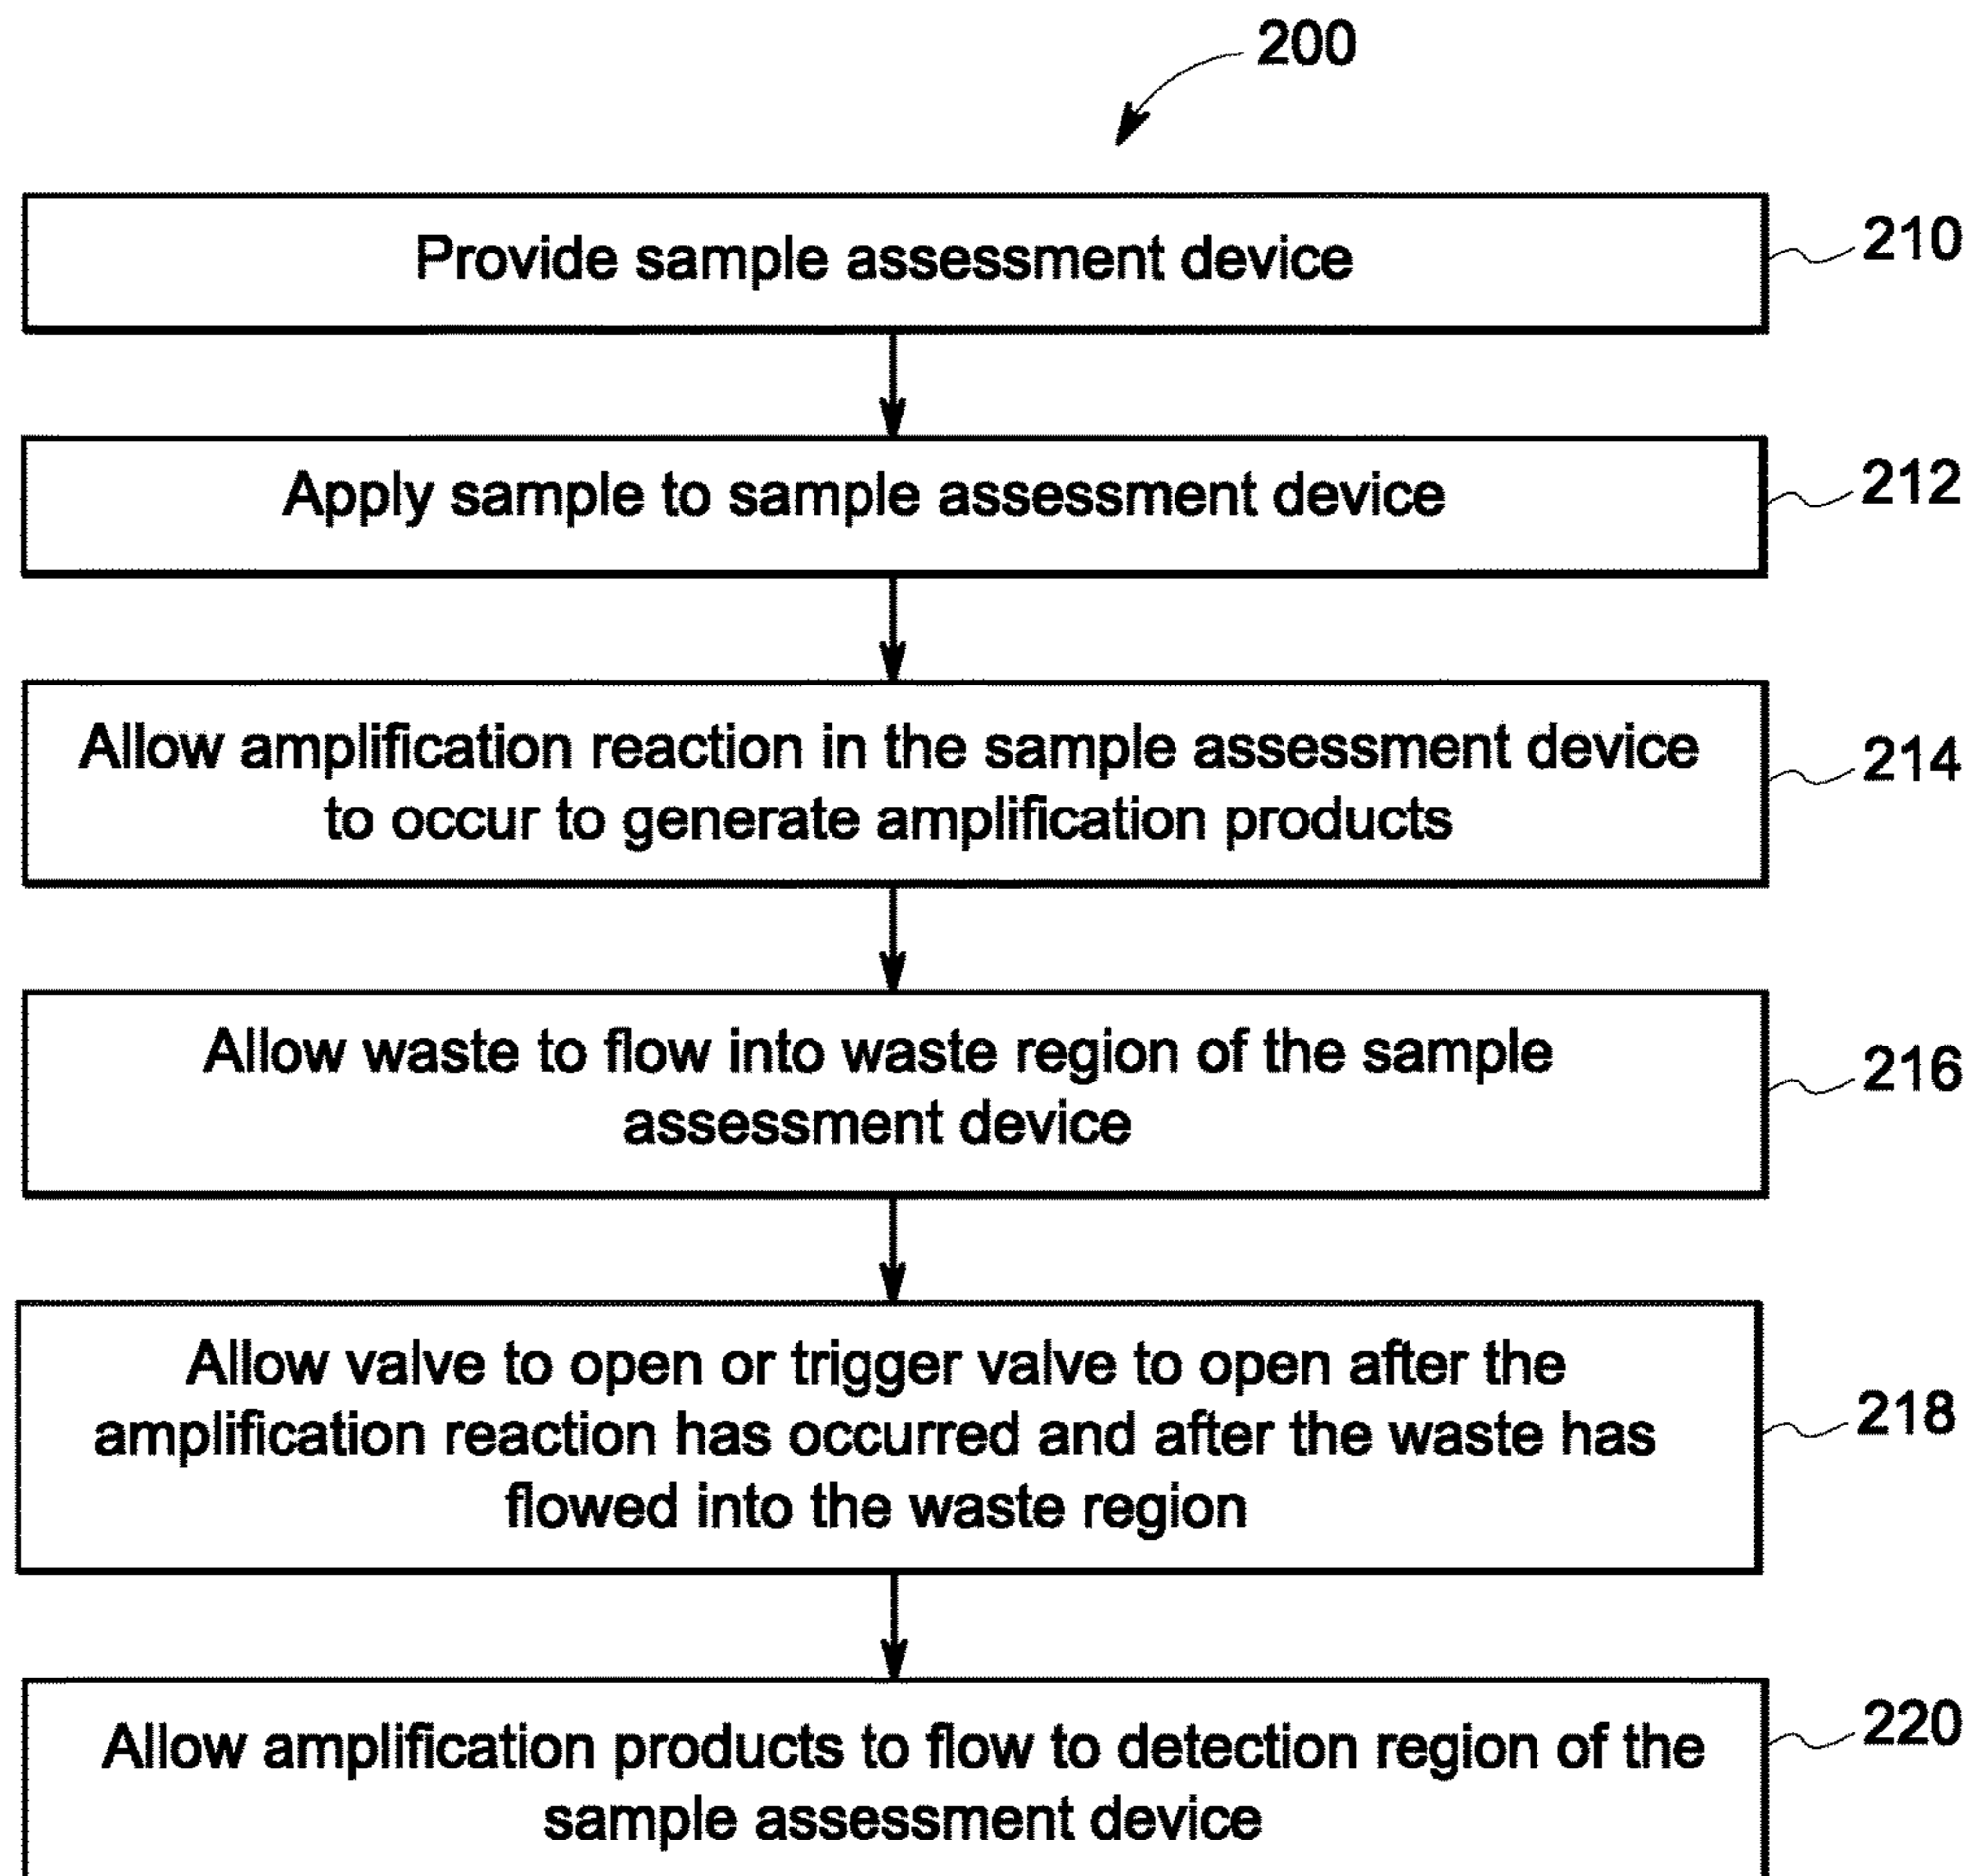 200
Provide sample assessment device
210
Apply sample to sample assessment device
212
Allow amplification reaction in the sample assessment device
to occur to generate amplification products
214
Allow waste to flow into waste region of the sample
assessment device
216
Allow valve to open or trigger valve to open after the
amplification reaction has occurred and after the waste has
flowed into the waste region
218
Allow amplification products to flow to detection region of the
sample assessment device
220